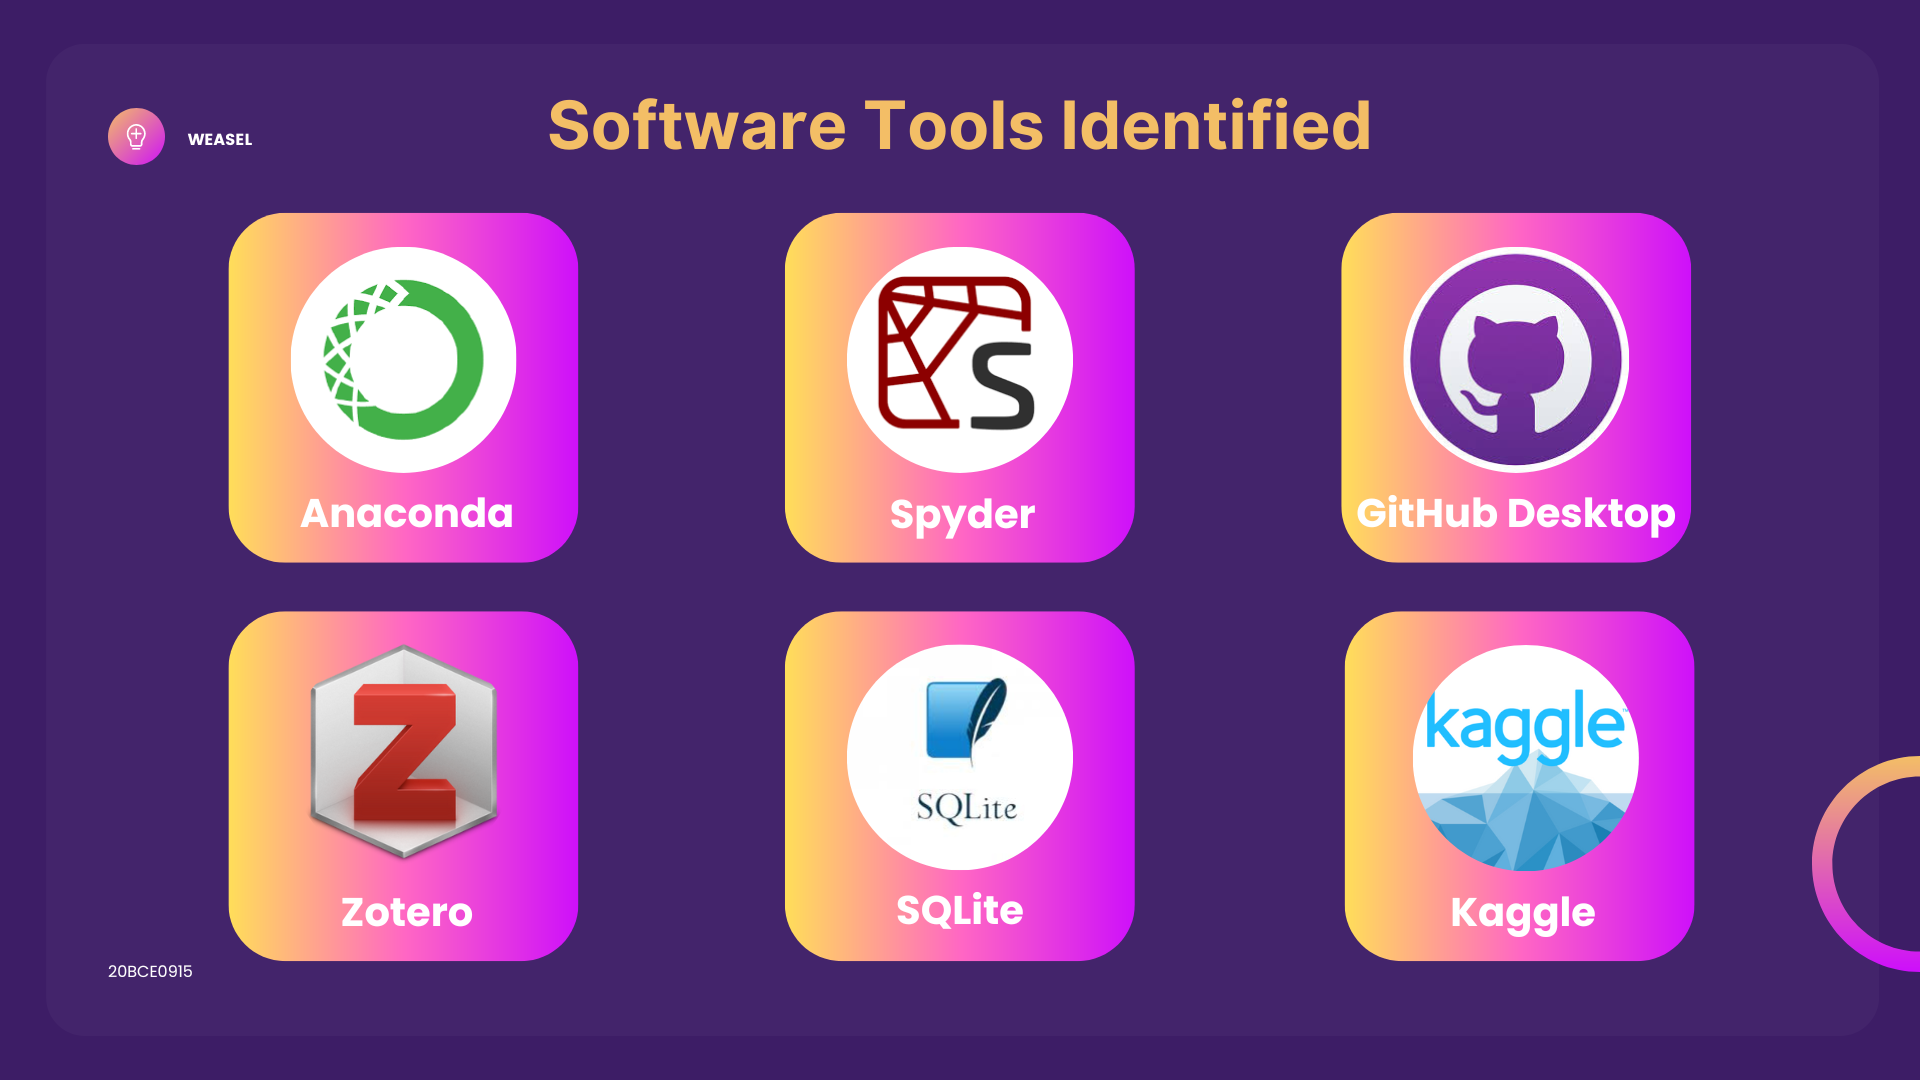 WEASEL
Software Tools Identified
S
Anaconda
Spyder
GitHub Desktop
Z
SQLite
kaggle
Zotero
SQLite
Kaggle
20BCE0915